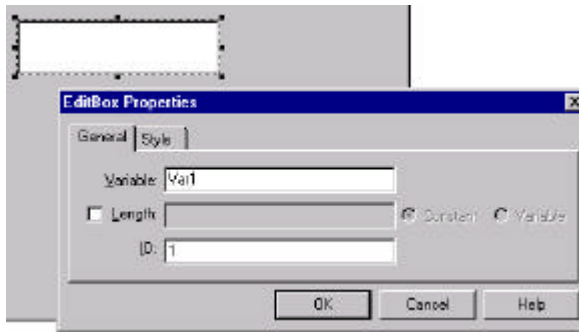 EditBox Properties
General Style
Variable: Var1
Length: Constant Variable
ID: 1
OK Cancel Help